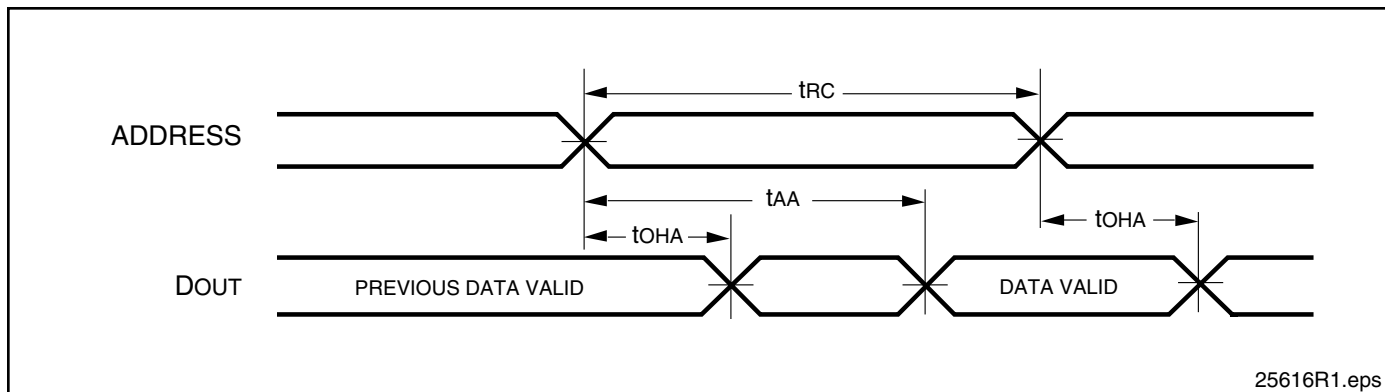 tRC
ADDRESS
tAA
tOHA
tOHA
DOUT
PREVIOUS DATA VALID
DATA VALID
25616R1.eps